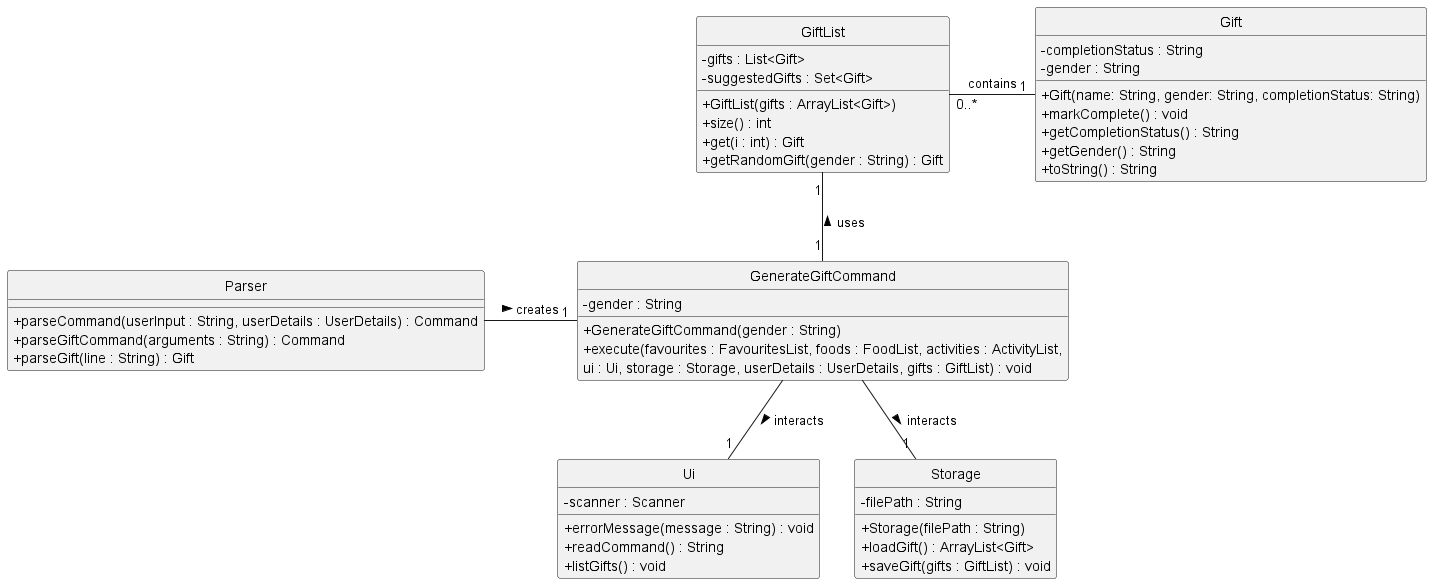 GiftList
-gifts : List<Gift>
-suggestedGifts : Set<Gift>
+GiftList(gifts : ArrayList<Gift>)
+size() : int
+get(i : int) : Gift
+getRandomGift(gender : String) : Gift
contains
1
0..*
Gift
-completionStatus : String
-gender : String
+Gift(name: String, gender: String, completionStatus: String)
+markComplete() : void
+getCompletionStatus() : String
+getGender() : String
+toString() : String
1
uses
1
Parser
+parseCommand(userInput : String, userDetails : UserDetails) : Command
+parseGiftCommand(arguments : String) : Command
+parseGift(line : String) : Gift
creates
1
GenerateGiftCommand
-gender : String
+GenerateGiftCommand(gender : String)
+execute(favourites : FavouritesList, foods : FoodList, activities : ActivityList,
ui : Ui, storage : Storage, userDetails : UserDetails, gifts : GiftList) : void
interacts
1
interacts
1
Ui
-scanner : Scanner
+errorMessage(message : String) : void
+readCommand() : String
+listGifts() : void
Storage
-filePath : String
+Storage(filePath : String)
+loadGift() : ArrayList<Gift>
+saveGift(gifts : GiftList) : void